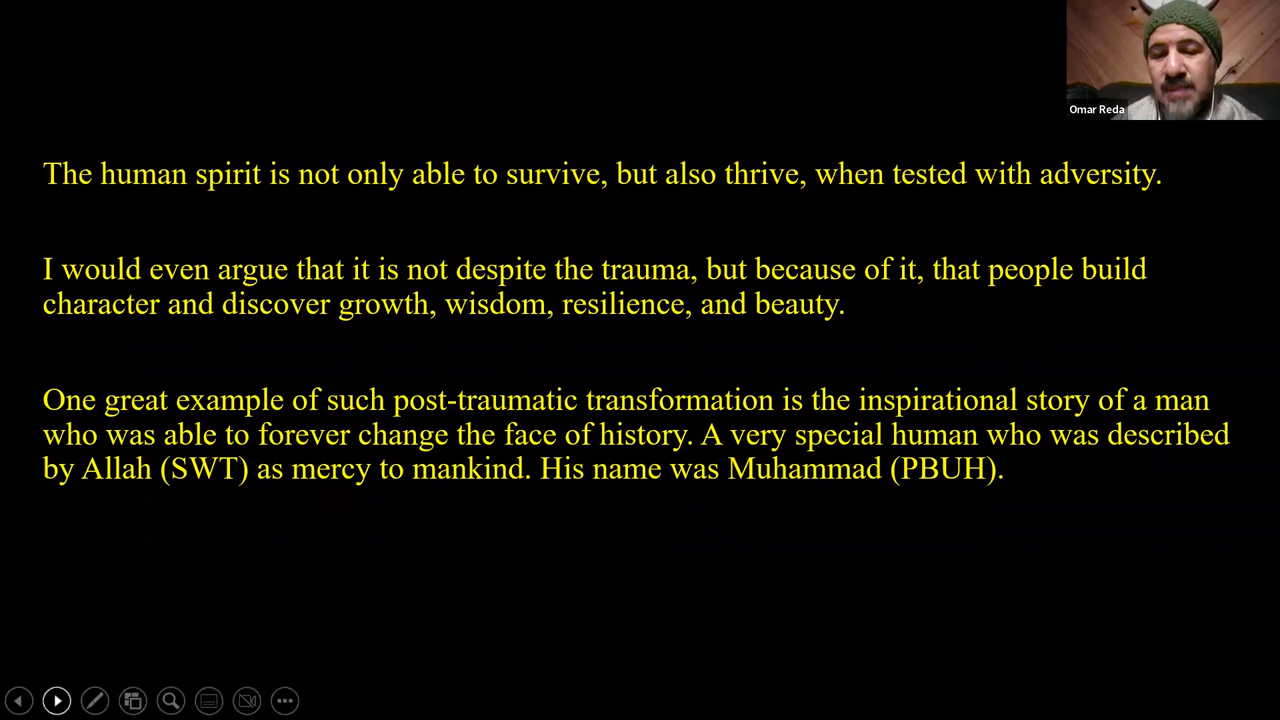 Omar Reda
The human spirit is not only able to survive, but also thrive, when tested with adversity.
I would even argue that it is not despite the trauma, but because of it, that people build
character and discover growth, wisdom, resilience, and beauty.
One great example of such post-traumatic transformation is the inspirational story of a man
who was able to forever change the face of history. A very special human who was described
by Allah (SWT) as mercy to mankind. His name was Muhammad (PBUH).